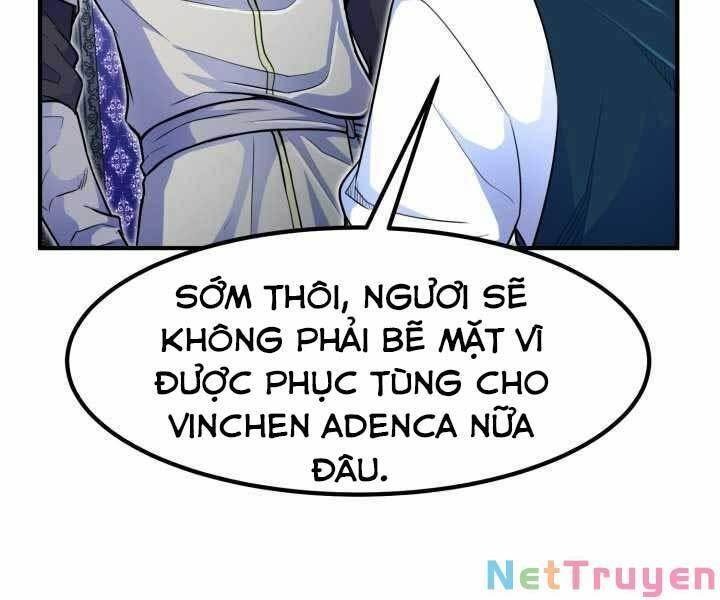 SỚM THÔI, NGƯƠI SẼ
KHÔNG PHẢI BẼ MẶT VÌ
ĐƯỢC PHỤC TÙNG CHO
VINCHEN ADENCA NỮA
ĐÂU.
NetTruyen